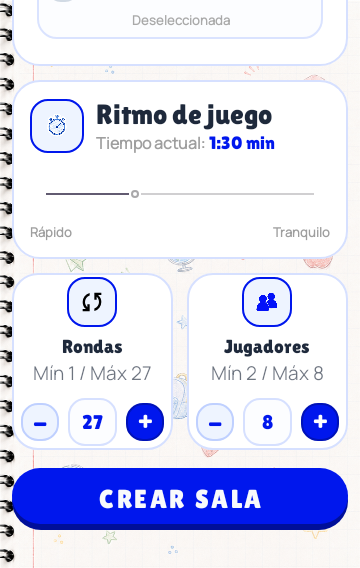 Deseleccionada
Ritmo de juego
Tiempo actual: 1:30 min
Rápido
Tranquilo
Rondas
Mín 1 / Máx 27
− 27 +
Jugadores
Mín 2 / Máx 8
− 8 +
CREAR SALA